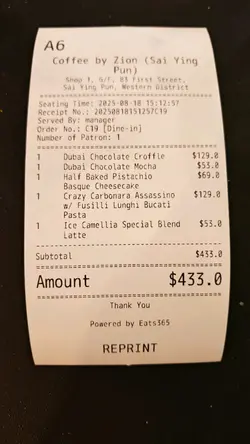 A6
Coffee by Zion (Sai Ying
Pun)
Shop 1, G/F, 83 First Street,
Sai Ying Pun, Western District
Seating Time: 2025-08-18 15:12:57
Receipt No.: 20250818151257C19
Served By: manager
Order No.: C19 [Dine-in]
Number of Patron: 1
1 Dubai Chocolate Croffle $129.0
1 Dubai Chocolate Mocha $53.0
1 Half Baked Pistachio $69.0
Basque Cheesecake
1 Crazy Carbonara Assassino $129.0
w/ Fusilli Lunghi Bucati
Pasta
1 Ice Camellia Special Blend $53.0
Latte
Subtotal $433.0
Amount $433.0
Thank You
Powered by Eats365
REPRINT